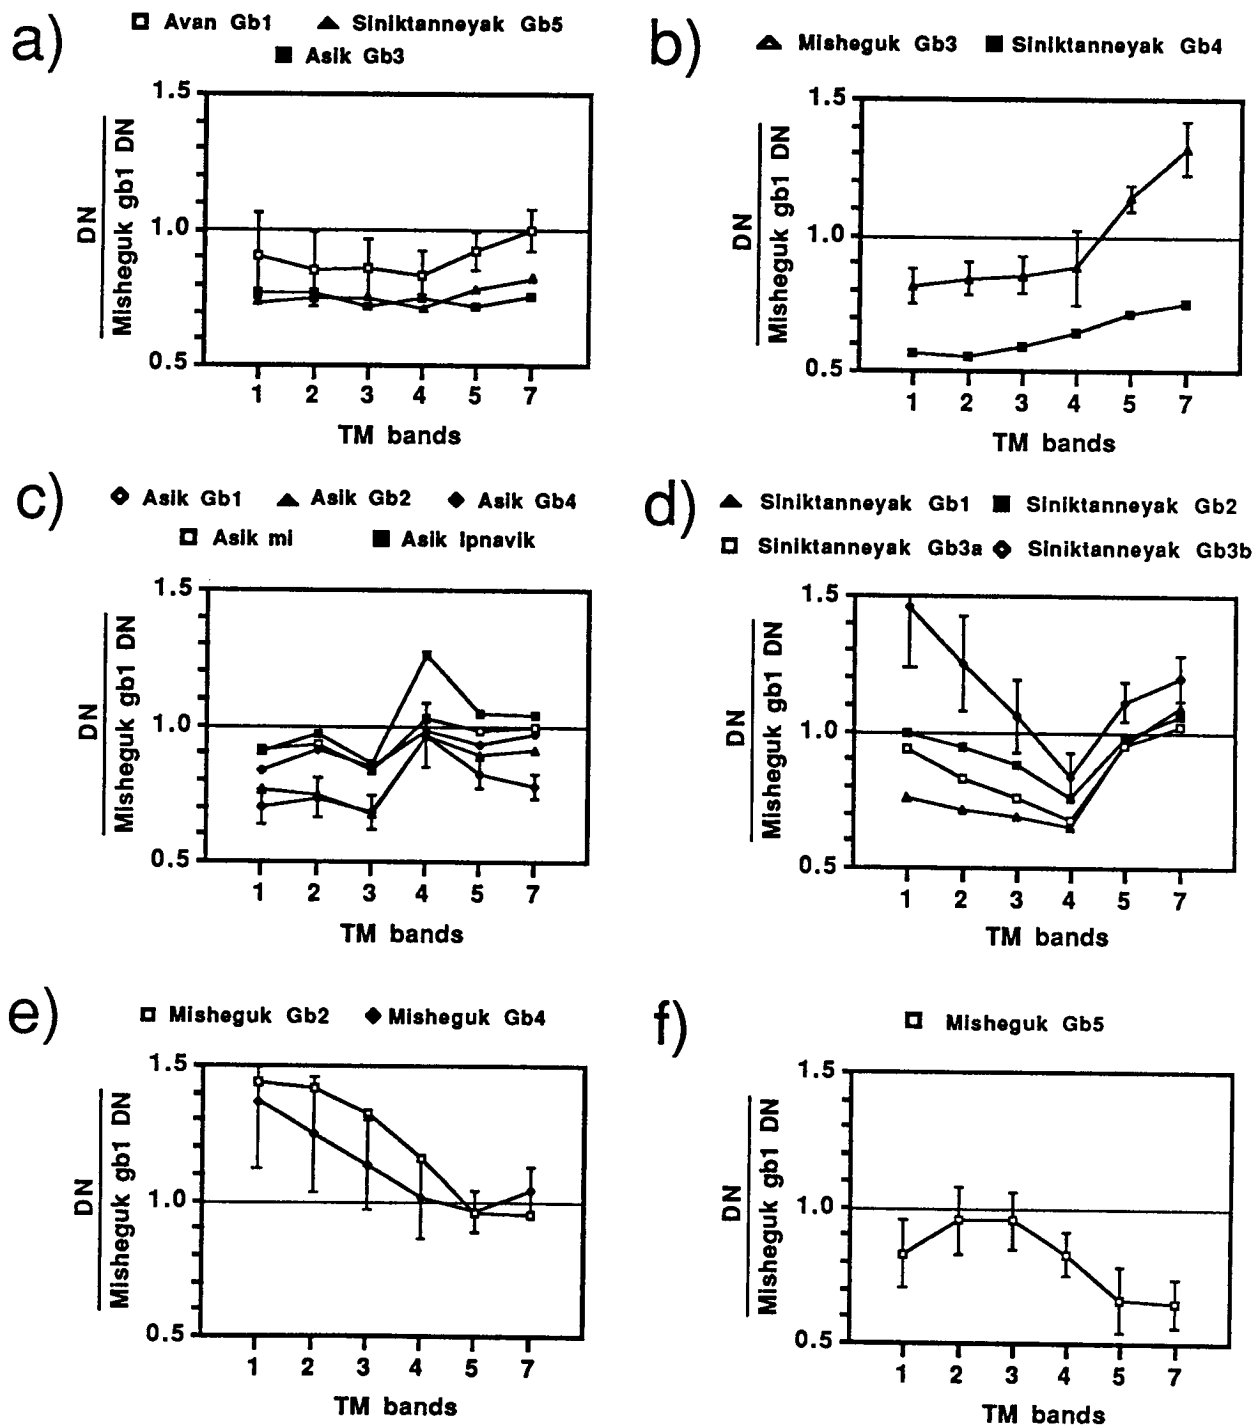 a)
Avan Gb1 Siniktanneyak Gb5
Asik Gb3
1.5
1.0
0.5
DN
Misheguk gb1 DN
1 2 3 4 5 7
TM bands
b)
Misheguk Gb3 Siniktanneyak Gb4
1.5
1.0
0.5
DN
Misheguk gb1 DN
1 2 3 4 5 7
TM bands
c)
Asik Gb1 Asik Gb2 Asik Gb4
Asik mi Asik Ipnavik
1.5
1.0
0.5
DN
Misheguk gb1 DN
1 2 3 4 5 7
TM bands
d)
Siniktanneyak Gb1 Siniktanneyak Gb2
Siniktanneyak Gb3a Siniktanneyak Gb3b
1.5
1.0
0.5
DN
Misheguk gb1 DN
1 2 3 4 5 7
TM bands
e)
Misheguk Gb2 Misheguk Gb4
1.5
1.0
0.5
DN
Misheguk gb1 DN
1 2 3 4 5 7
TM bands
f)
Misheguk Gb5
1.5
1.0
0.5
DN
Misheguk gb1 DN
1 2 3 4 5 7
TM bands